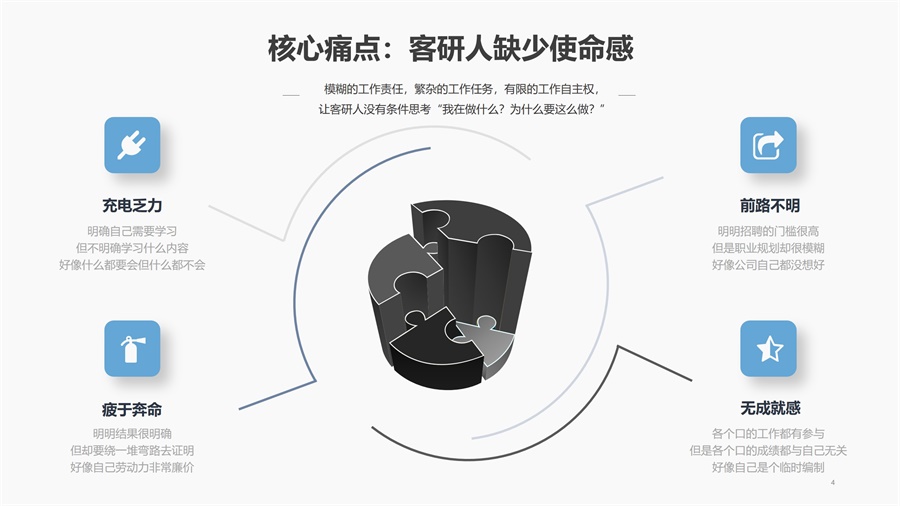 核心痛点：客研人缺少使命感
模糊的工作责任，繁杂的工作任务，有限的工作自主权，
让客研人没有条件思考“我在做什么？为什么要这么做？”
充电乏力
明确自己需要学习
但不明确学习什么内容
好像什么都要会但什么都不会
前路不明
明明招聘的门槛很高
但是职业规划却很模糊
好像公司自己都没想好
疲于奔命
明明结果很明确
但却要绕一堆弯路去证明
好像自己劳动力非常廉价
无成就感
各个口的工作都有参与
但是各个口的成绩都与自己无关
好像自己是个临时编制
4